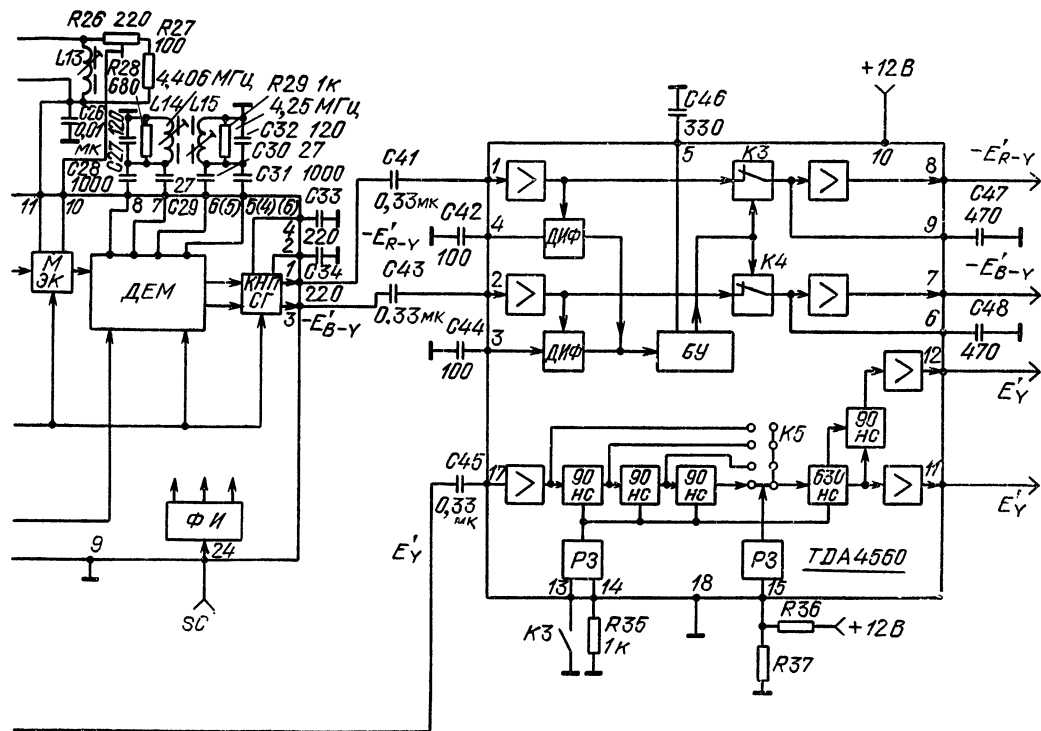 R26 220
R27
100
L13
R28
680
4,406 МГц
L14 L15
R29 1к
4,25 МГц
C26
0,01
мк
C27 120
C32 120
C30 27
C28
1000
27
C29
C31 1000
11
10
8
7
6(5)
5(4)
(6)
4
C33
220
2
C34
220
1
3
М
ЭК
ДЕМ
КНП
СГ
-E'R-Y
-E'B-Y
ФИ
9
24
SC
C41
0,33мк
C42
100
C43
0,33мк
C44
100
C45
0,33
мк
E'Y
1
4
2
3
17
ДИФ
ДИФ
C46
330
5
+12В
10
К3
К4
БУ
8
-E'R-Y
C47
470
9
7
-E'B-Y
6
C48
470
12
E'Y
К5
90
нс
90
нс
90
нс
630
нс
90
нс
11
E'Y
РЗ
РЗ
TDA4560
13
14
18
15
К3
R35
1к
R36
+12В
R37